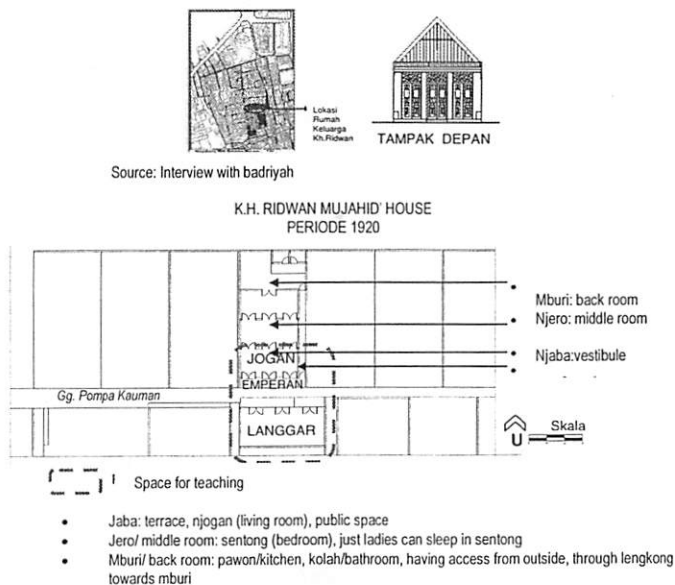 Lokasi
Rumah
Keluarga
Kh.Ridwan
TAMPAK DEPAN
Source: Interview with badriyah
K.H. RIDWAN MUJAHID' HOUSE
PERIODE 1920
• Mburi: back room
• Njero: middle room
• Njaba:vestibule
•
JOGAN
EMPERAN
Gg. Pompa Kauman
LANGGAR
U
Skala
Space for teaching
• Jaba: terrace, njogan (living room), public space
• Jero/ middle room: sentong (bedroom), just ladies can sleep in sentong
• Mburi/ back room: pawon/kitchen, kolah/bathroom, having access from outside, through lengkong
towards mburi